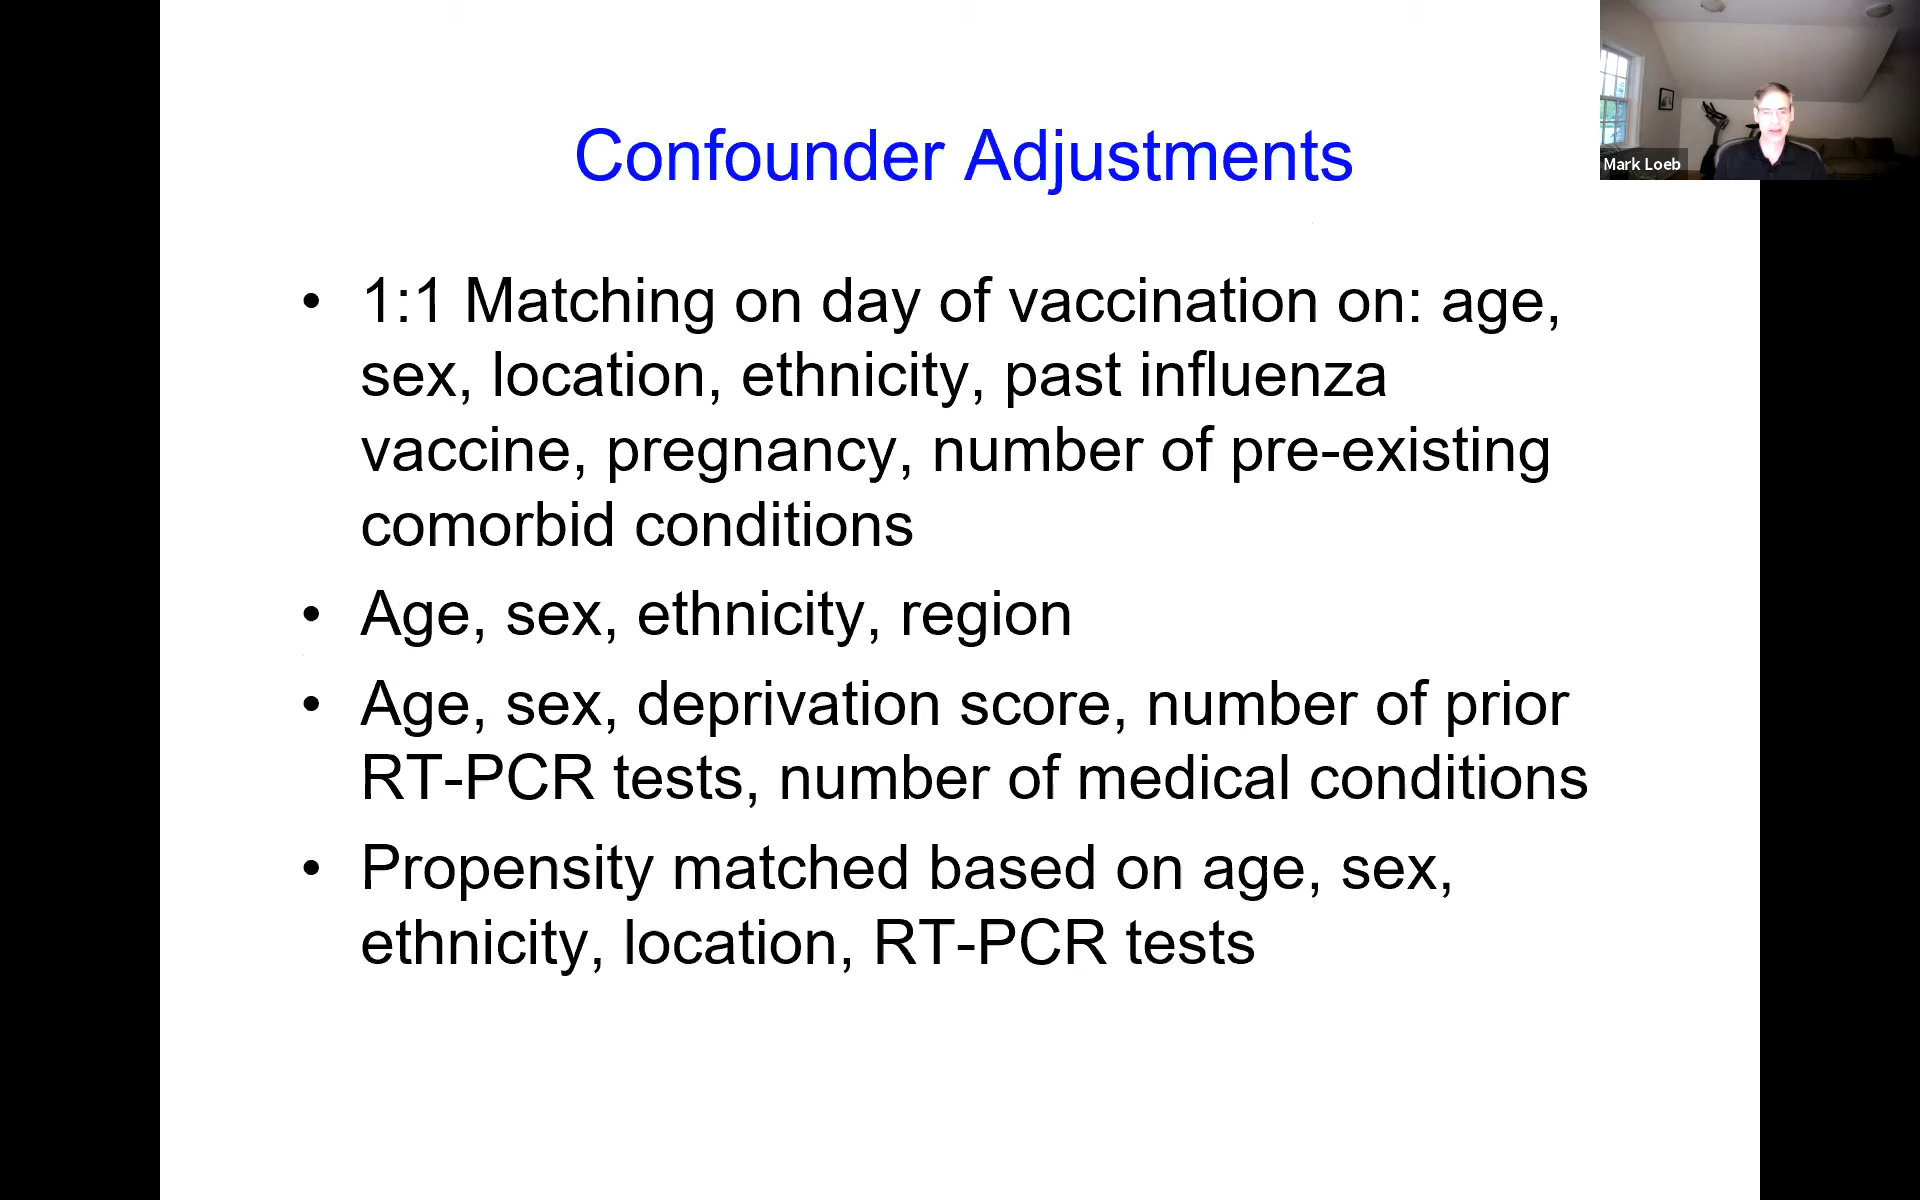 Confounder Adjustments
Mark Loeb
• 1:1 Matching on day of vaccination on: age,
sex, location, ethnicity, past influenza
vaccine, pregnancy, number of pre-existing
comorbid conditions
• Age, sex, ethnicity, region
• Age, sex, deprivation score, number of prior
RT-PCR tests, number of medical conditions
• Propensity matched based on age, sex,
ethnicity, location, RT-PCR tests